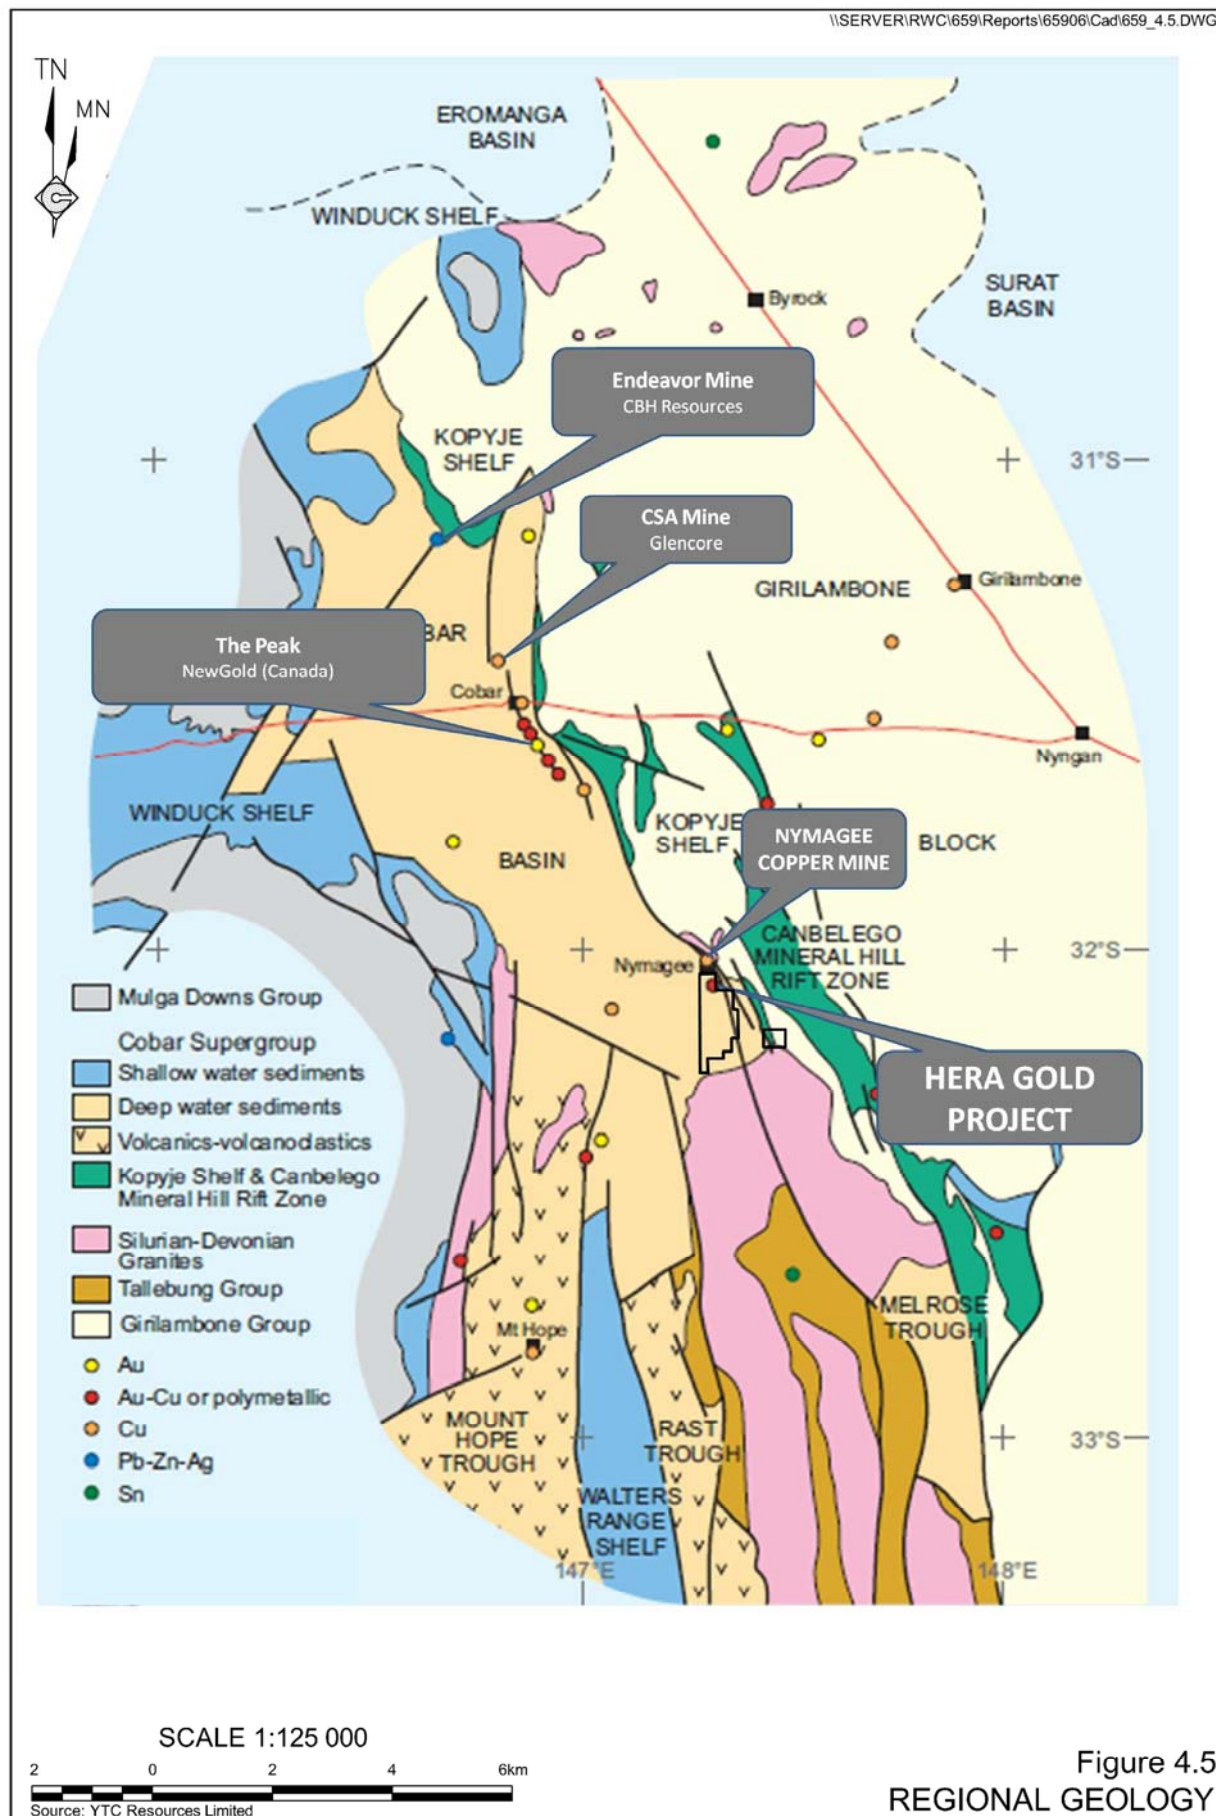 \\SERVER\RWC\659\Reports\65906\Cad\659_4.5.DWG
TN
MN
EROMANGA
BASIN
WINDUCK SHELF
SURAT
BASIN
Byrock
Endeavor Mine
CBH Resources
KOPYJE
SHELF
31°S
CSA Mine
Glencore
GIRILAMBONE
Girilambone
The Peak
NewGold (Canada)
BAR
Cobar
Nyngan
WINDUCK SHELF
KOPYJE
SHELF
NYMAGEE
COPPER MINE
BLOCK
BASIN
CANBELEGO
MINERAL HILL
RIFT ZONE
32°S
Nymagee
HERA GOLD
PROJECT
Mulga Downs Group
Cobar Supergroup
Shallow water sediments
Deep water sediments
Volcanics-volcanoclastics
Kopyje Shelf & Canbelego
Mineral Hill Rift Zone
Silurian-Devonian
Granites
Tallebung Group
Girilambone Group
Au
Au-Cu or polymetallic
Cu
Pb-Zn-Ag
Sn
Mt Hope
MELROSE
TROUGH
MOUNT
HOPE
TROUGH
RAST
TROUGH
33°S
WALTERS
RANGE
SHELF
147°E
148°E
SCALE 1:125 000
2 0 2 4 6km
Source: YTC Resources Limited
Figure 4.5
REGIONAL GEOLOGY